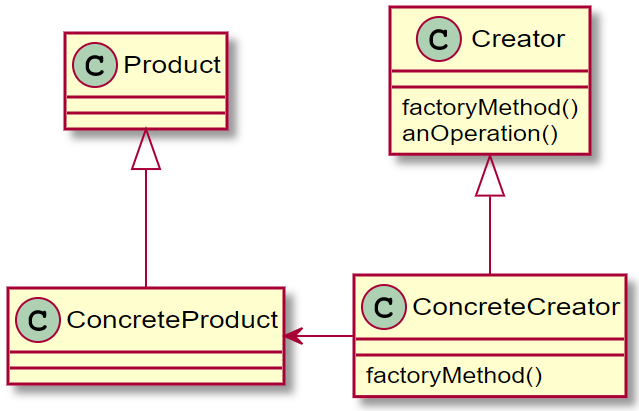 C Product
C Creator
factoryMethod()
anOperation()
C ConcreteProduct
C ConcreteCreator
factoryMethod()